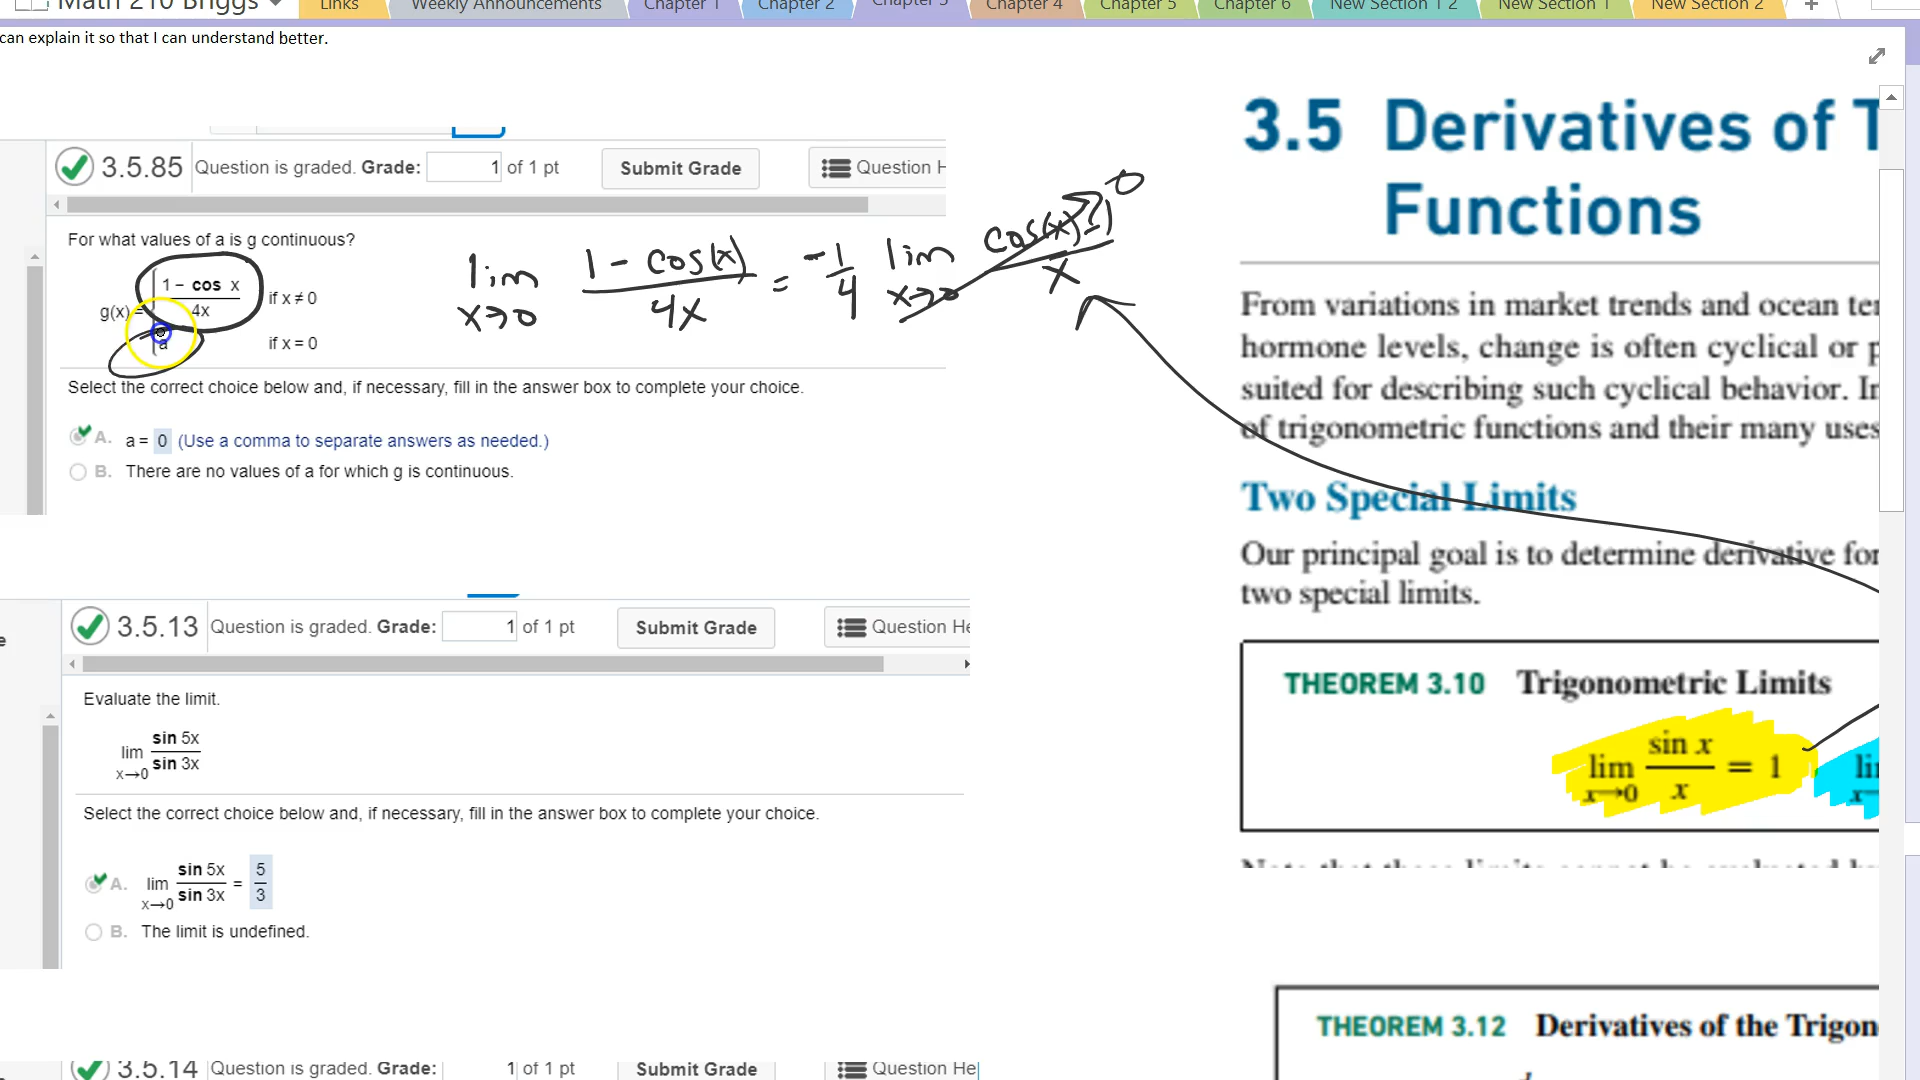 Math 210 Briggs
Links
Weekly Announcements
Chapter 1
Chapter 2
Chapter 3
Chapter 4
Chapter 5
Chapter 6
New Section 1 2
New Section 1
New Section 2
+
can explain it so that I can understand better.
3.5.85
Question is graded. Grade: 1 of 1 pt
Submit Grade
Question H
For what values of a is g continuous?
g(x) =
1 − cos x
4x
if x ≠ 0
a
if x = 0
Select the correct choice below and, if necessary, fill in the answer box to complete your choice.
A. a = 0 (Use a comma to separate answers as needed.)
B. There are no values of a for which g is continuous.
lim x→0 1 - cos(x) / 4x = -1/4 lim x→0 cos(x) - 1 / x
0
3.5.13
Question is graded. Grade: 1 of 1 pt
Submit Grade
Question He
Evaluate the limit.
lim x→0 sin 5x / sin 3x
Select the correct choice below and, if necessary, fill in the answer box to complete your choice.
A. lim x→0 sin 5x / sin 3x = 5/3
B. The limit is undefined.
3.5.14
Question is graded. Grade: 1 of 1 pt
Submit Grade
Question He
3.5 Derivatives of T
Functions
From variations in market trends and ocean te
hormone levels, change is often cyclical or p
suited for describing such cyclical behavior. In
of trigonometric functions and their many uses
Two Special Limits
Our principal goal is to determine derivative for
two special limits.
THEOREM 3.10 Trigonometric Limits
lim x→0 sin x / x = 1
li
THEOREM 3.12 Derivatives of the Trigon